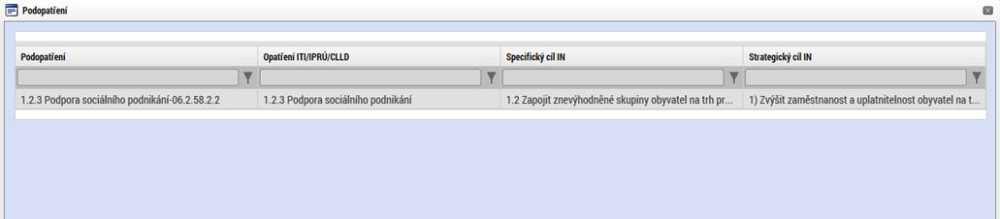 Podopatření
Podopatření Opatření ITI/IPRÚ/CLLD Specifický cíl IN Strategický cíl IN
1.2.3 Podpora sociálního podnikání-06.2.58.2.2 1.2.3 Podpora sociálního podnikání 1.2 Zapojit znevýhodněné skupiny obyvatel na trh pr... 1) Zvýšit zaměstnanost a uplatnitelnost obyvatel na t...